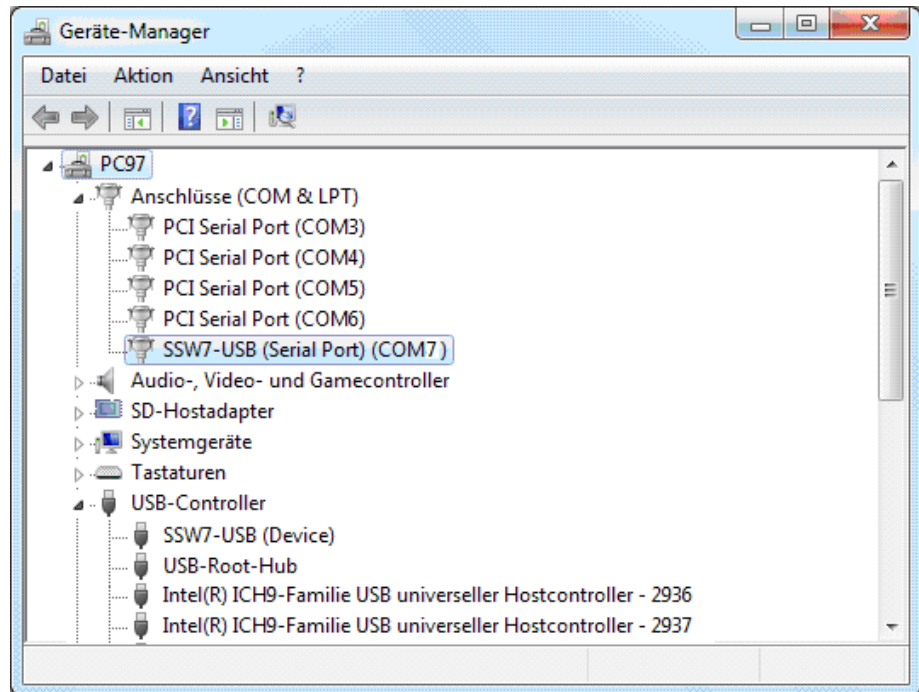 Geräte-Manager
Datei Aktion Ansicht ?
PC97
Anschlüsse (COM & LPT)
PCI Serial Port (COM3)
PCI Serial Port (COM4)
PCI Serial Port (COM5)
PCI Serial Port (COM6)
SSW7-USB (Serial Port) (COM7 )
Audio-, Video- und Gamecontroller
SD-Hostadapter
Systemgeräte
Tastaturen
USB-Controller
SSW7-USB (Device)
USB-Root-Hub
Intel(R) ICH9-Familie USB universeller Hostcontroller - 2936
Intel(R) ICH9-Familie USB universeller Hostcontroller - 2937